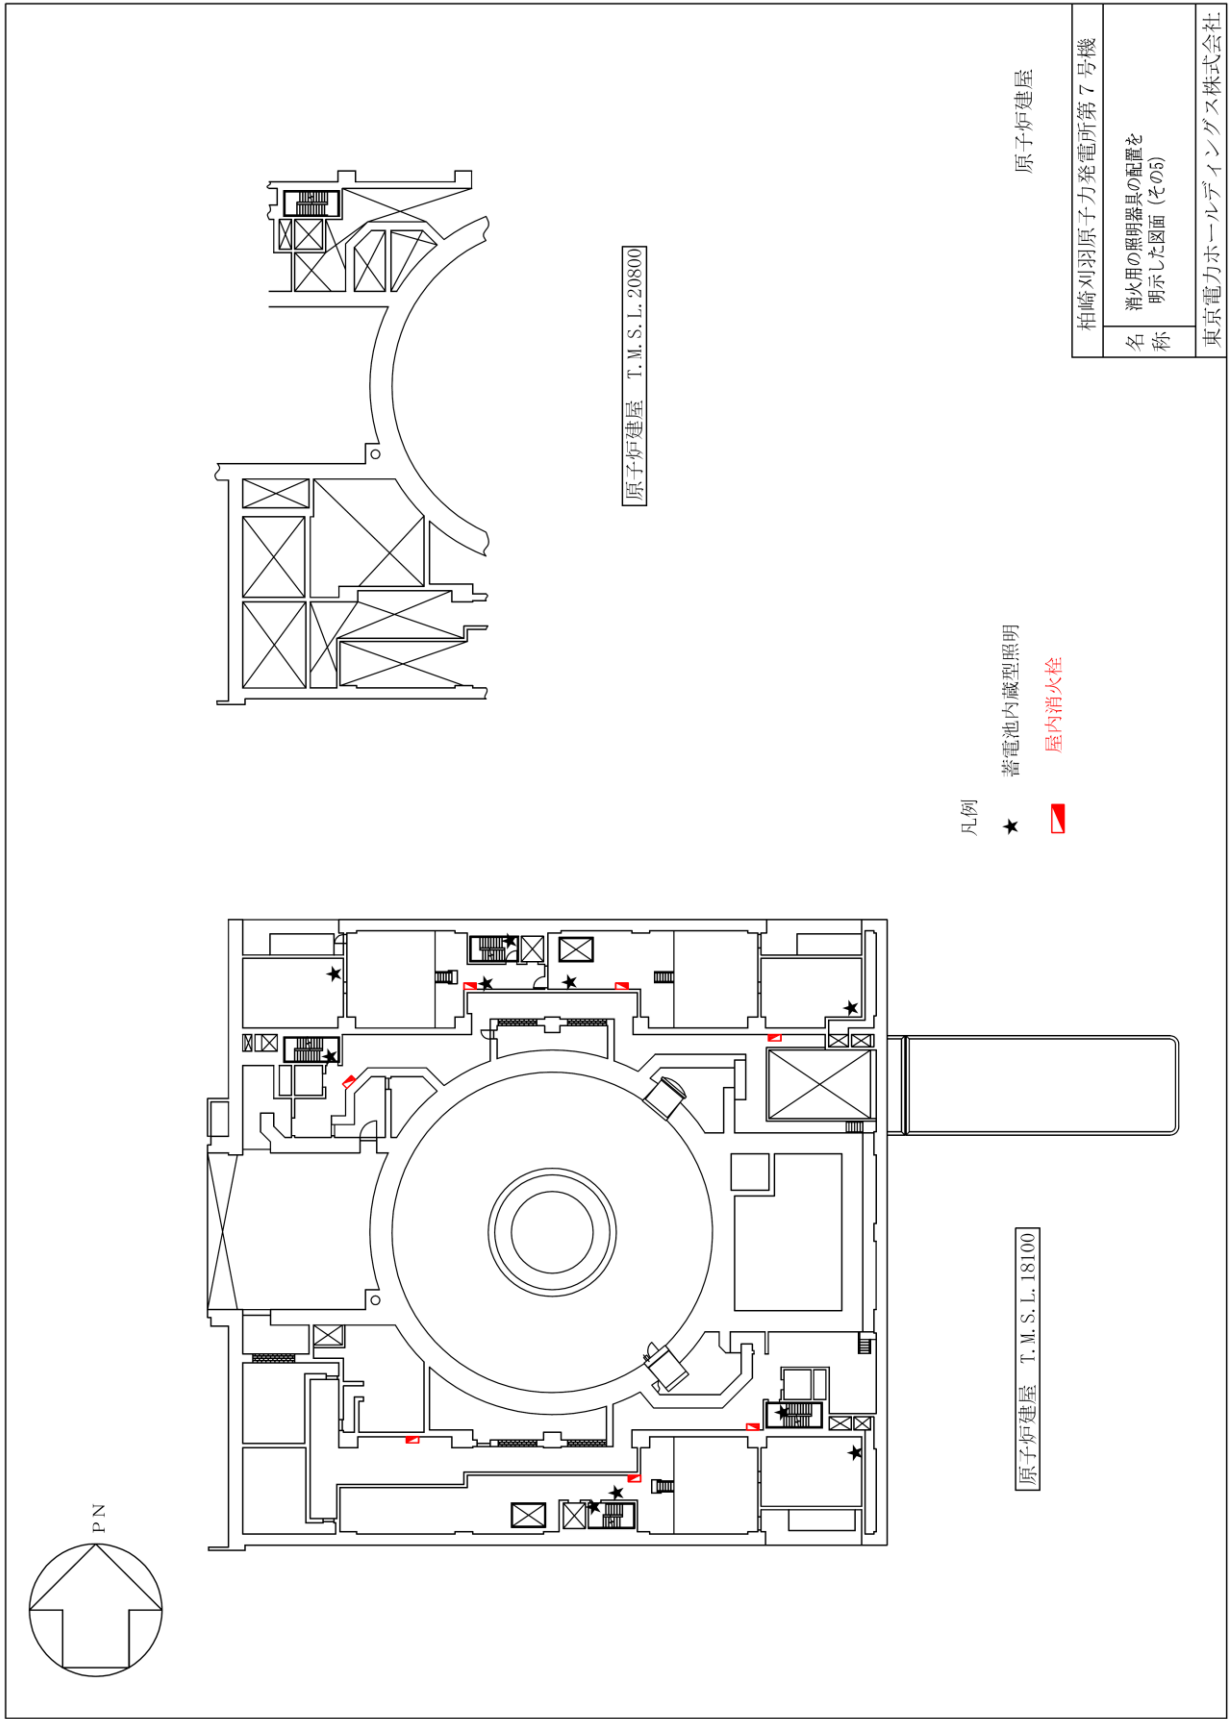 PN
原子炉建屋 T.M.S.L.18100
原子炉建屋 T.M.S.L.20800
凡例
★ 蓄電池内蔵型照明
屋内消火栓
原子炉建屋
柏崎刈羽原子力発電所第7号機
名称
消火用の照明器具の配置を
明示した図面 (その5)
東京電力ホールディングス株式会社